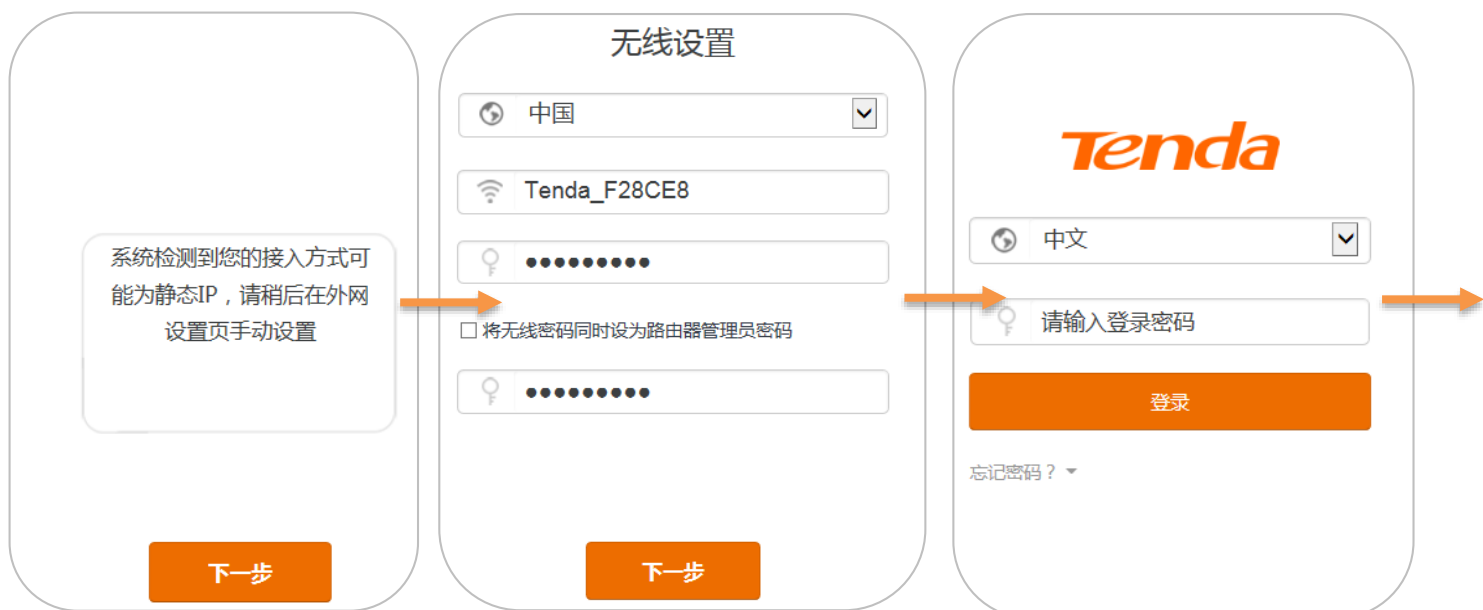 系统检测到您的接入方式可
能为静态IP，请稍后在外网
设置页手动设置
下一步
无线设置
中国
Tenda_F28CE8
●●●●●●●●●
将无线密码同时设为路由器管理员密码
●●●●●●●●●
下一步
Tenda
中文
请输入登录密码
登录
忘记密码？